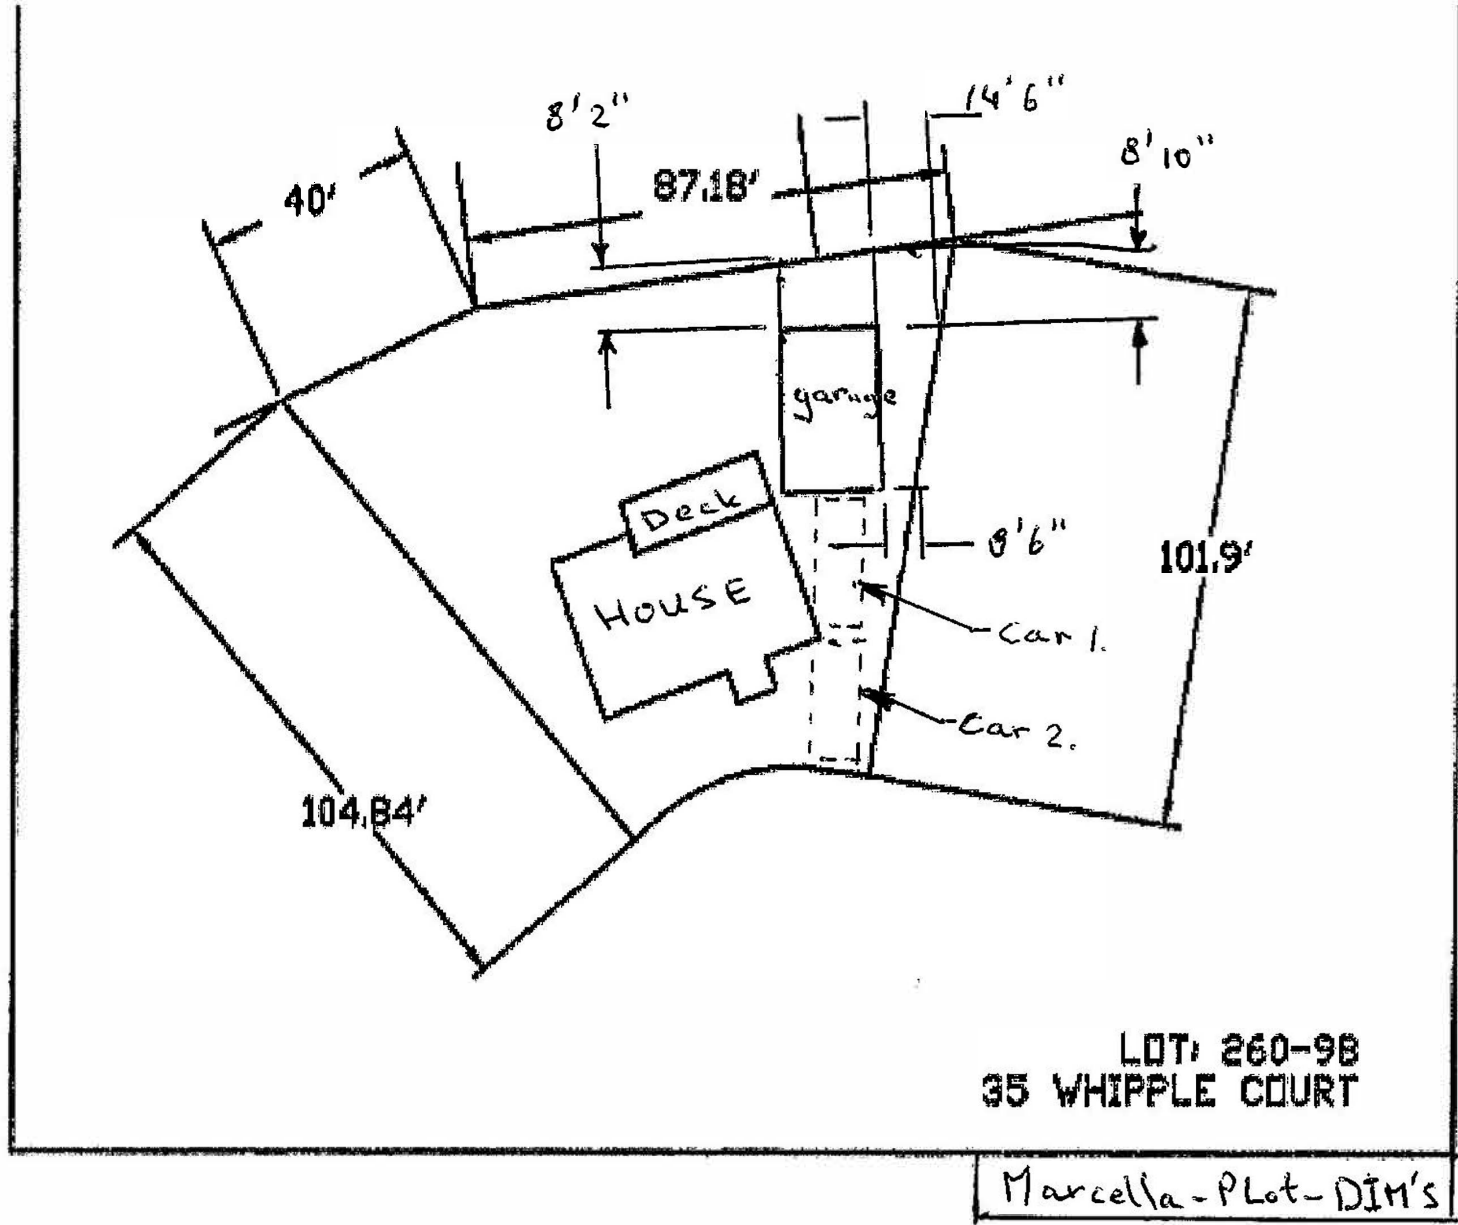 14'6"
8'2"
8'10"
87.18'
40'
garage
Deck
8'6"
101.9'
HOUSE
Car 1.
Car 2.
104.84'
LOT: 260-98
35 WHIPPLE COURT
Marcella-PLot-DIM's